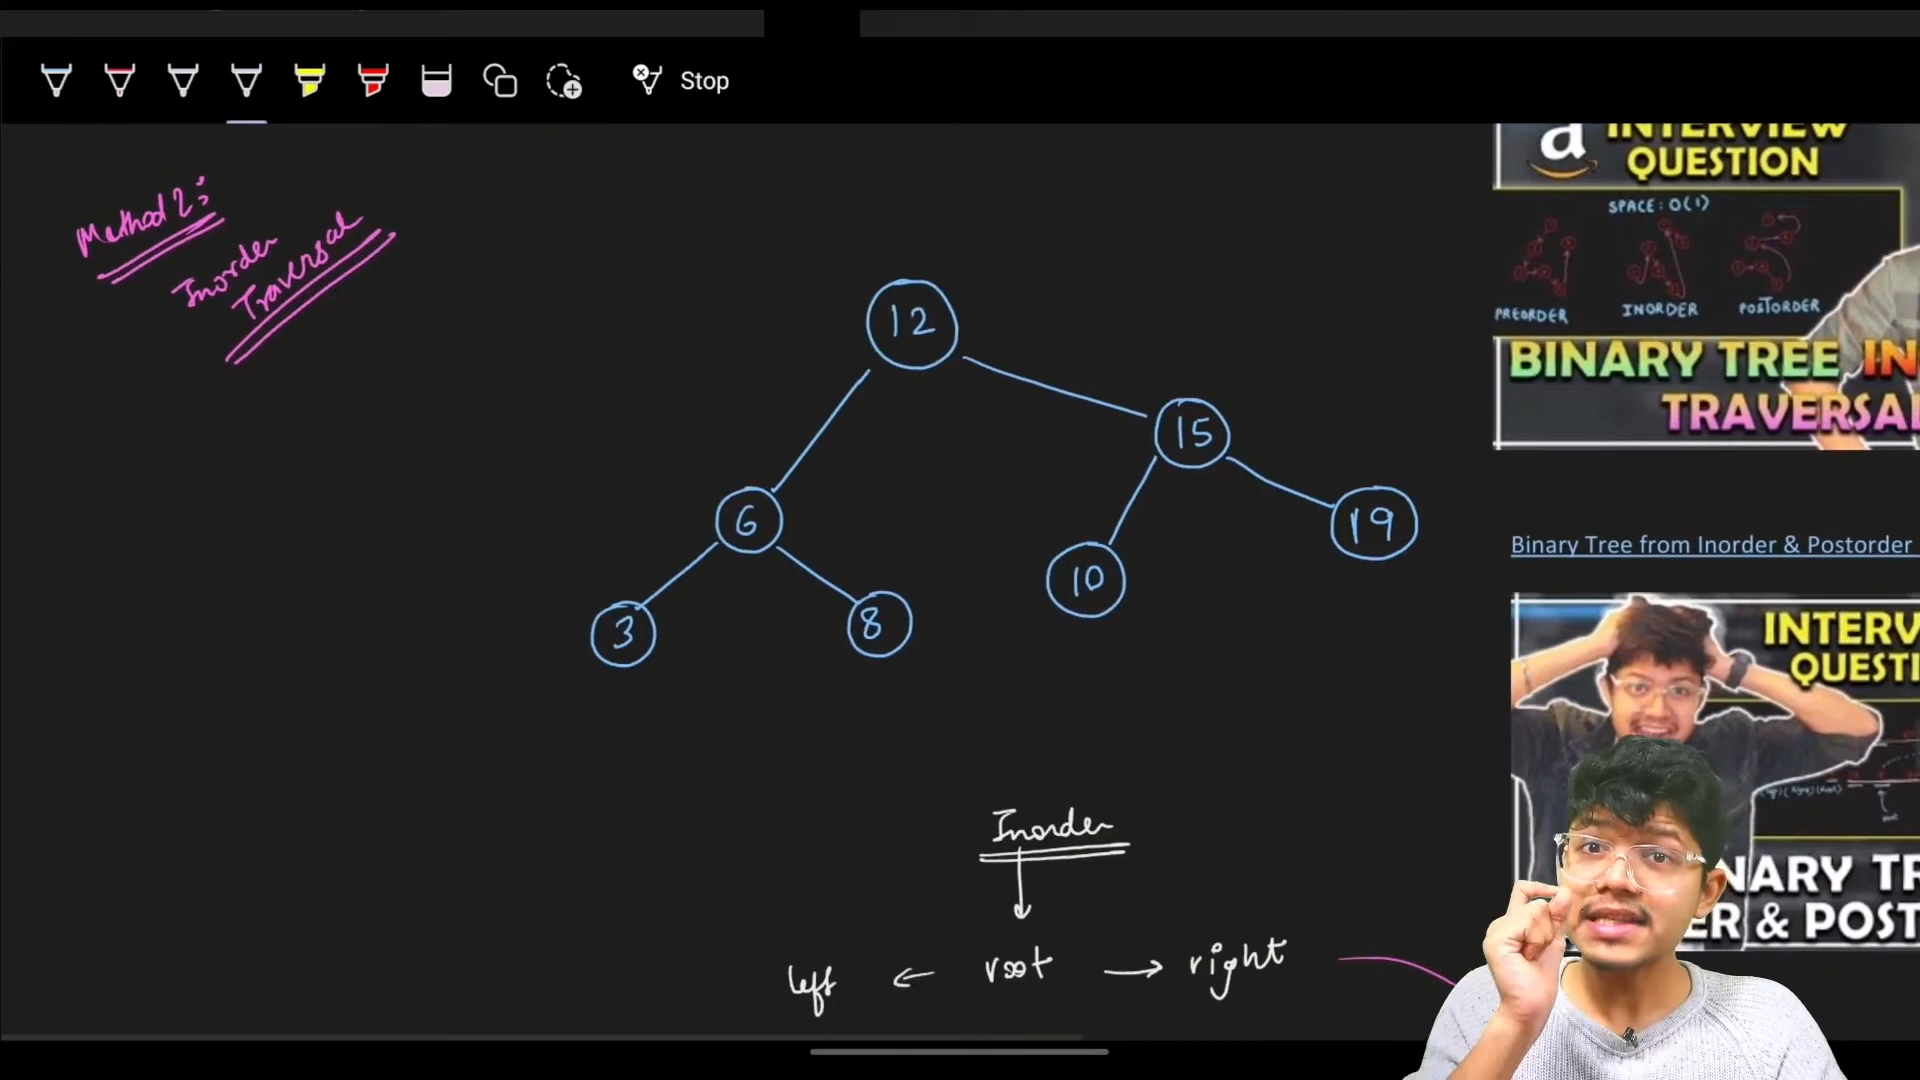 Stop
Method 2:
Inorder
Traversal
12
15
6
19
10
3
8
Inorder
left ← root → right
a INTERVIEW
QUESTION
SPACE: O(1)
PREORDER INORDER POSTORDER
BINARY TREE IN
TRAVERSAL
Binary Tree from Inorder & Postorder
INTERV
QUESTI
NARY TR
ER & POST